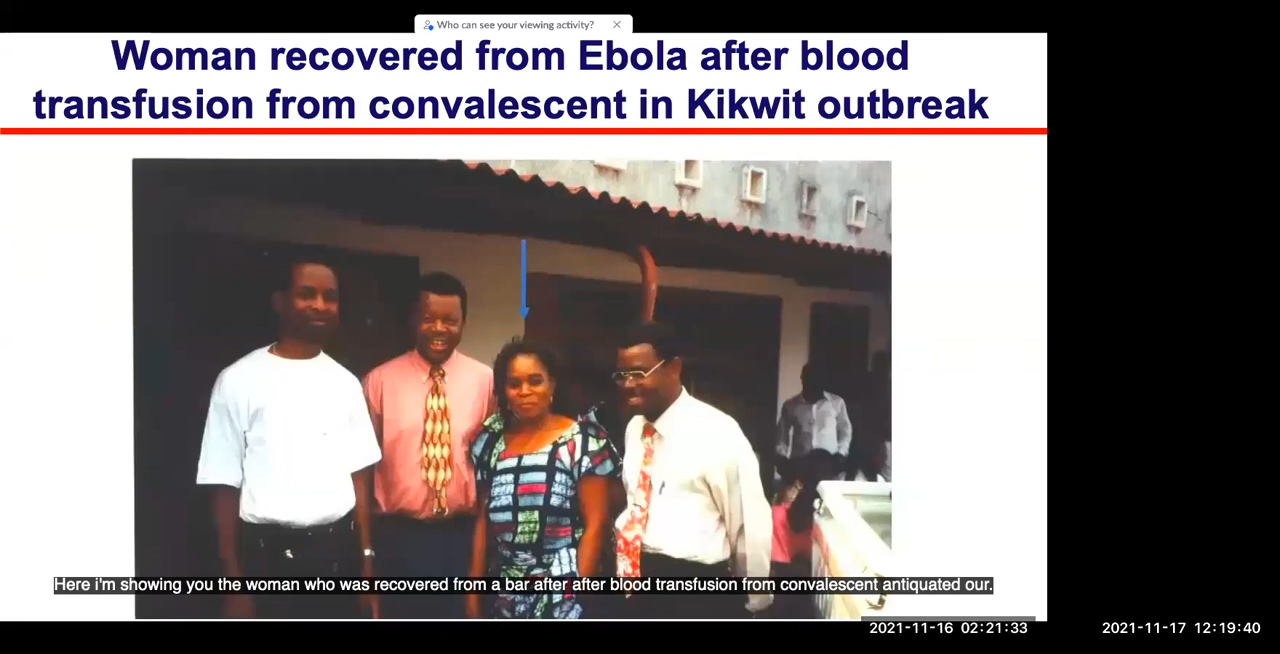 Who can see your viewing activity?
Woman recovered from Ebola after blood
transfusion from convalescent in Kikwit outbreak
Here i'm showing you the woman who was recovered from a bar after after blood transfusion from convalescent antiquated our.
2021-11-16 02:21:33
2021-11-17 12:19:40